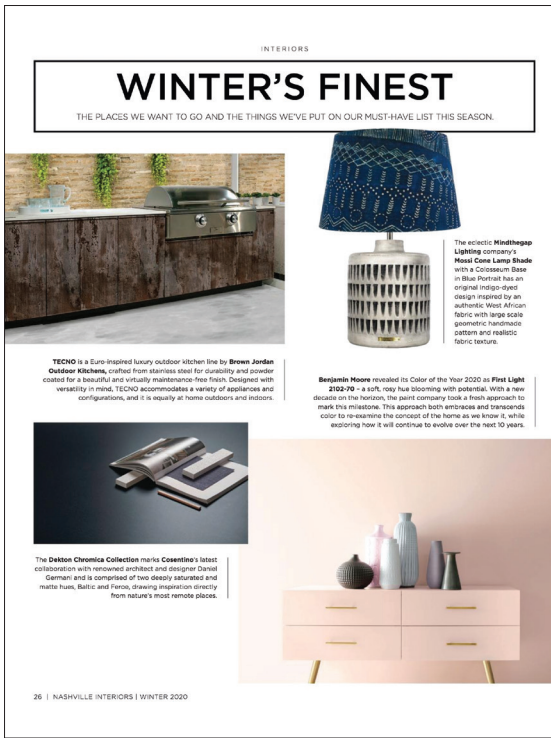 INTERIORS
WINTER'S FINEST
THE PLACES WE WANT TO GO AND THE THINGS WE'VE PUT ON OUR MUST-HAVE LIST THIS SEASON.
The eclectic Mindthegap
Lighting company's
Mossi Cone Lamp Shade
with a Colosseum Base
in Blue Portrait has an
original indigo-dyed
design inspired by an
authentic West African
fabric with large scale
geometric handmade
pattern and realistic
fabric texture.
TECNO is a Euro-inspired luxury outdoor kitchen line by Brown Jordan
Outdoor Kitchens, crafted from stainless steel for durability and powder
coated for a beautiful and virtually maintenance-free finish. Designed with
versatility in mind, TECNO accommodates a variety of appliances and
configurations, and it is equally at home outdoors and indoors.
Benjamin Moore revealed its Color of the Year 2020 as First Light
2102-70 – a soft, rosy hue blooming with potential. With a new
decade on the horizon, the paint company took a fresh approach to
mark this milestone. This approach both embraces and transcends
color to re-examine the concept of the home as we know it, while
exploring how it will continue to evolve over the next 10 years.
The Dekton Chromica Collection marks Cosentino's latest
collaboration with renowned architect and designer Daniel
Germani and is comprised of two deeply saturated and
matte hues, Baltic and Feroe, drawing inspiration directly
from nature's most remote places.
26 | NASHVILLE INTERIORS | WINTER 2020